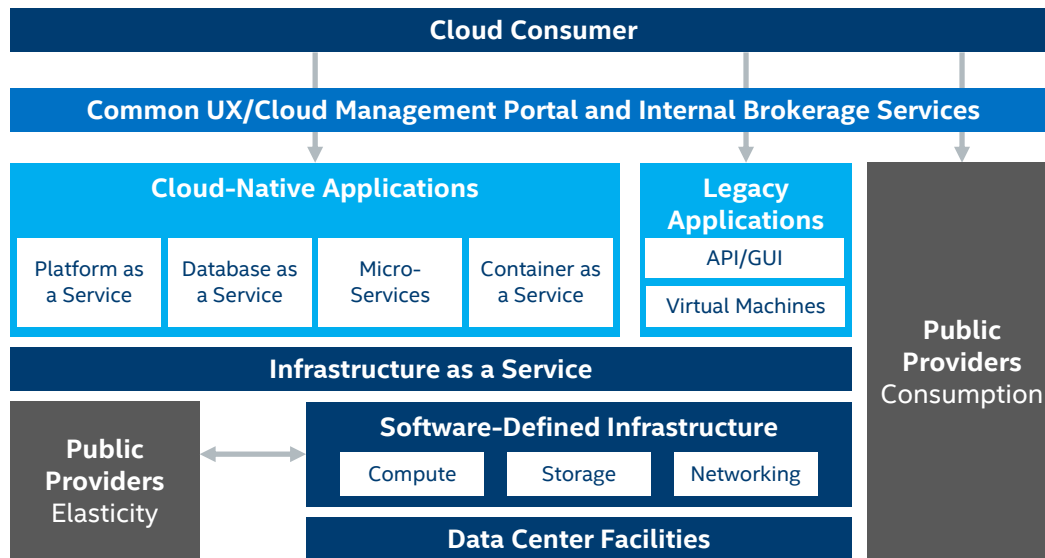 Cloud Consumer
Common UX/Cloud Management Portal and Internal Brokerage Services
Cloud-Native Applications
Platform as
a Service
Database as
a Service
Micro-
Services
Container as
a Service
Legacy
Applications
API/GUI
Virtual Machines
Public
Providers
Consumption
Infrastructure as a Service
Public
Providers
Elasticity
Software-Defined Infrastructure
Compute
Storage
Networking
Data Center Facilities